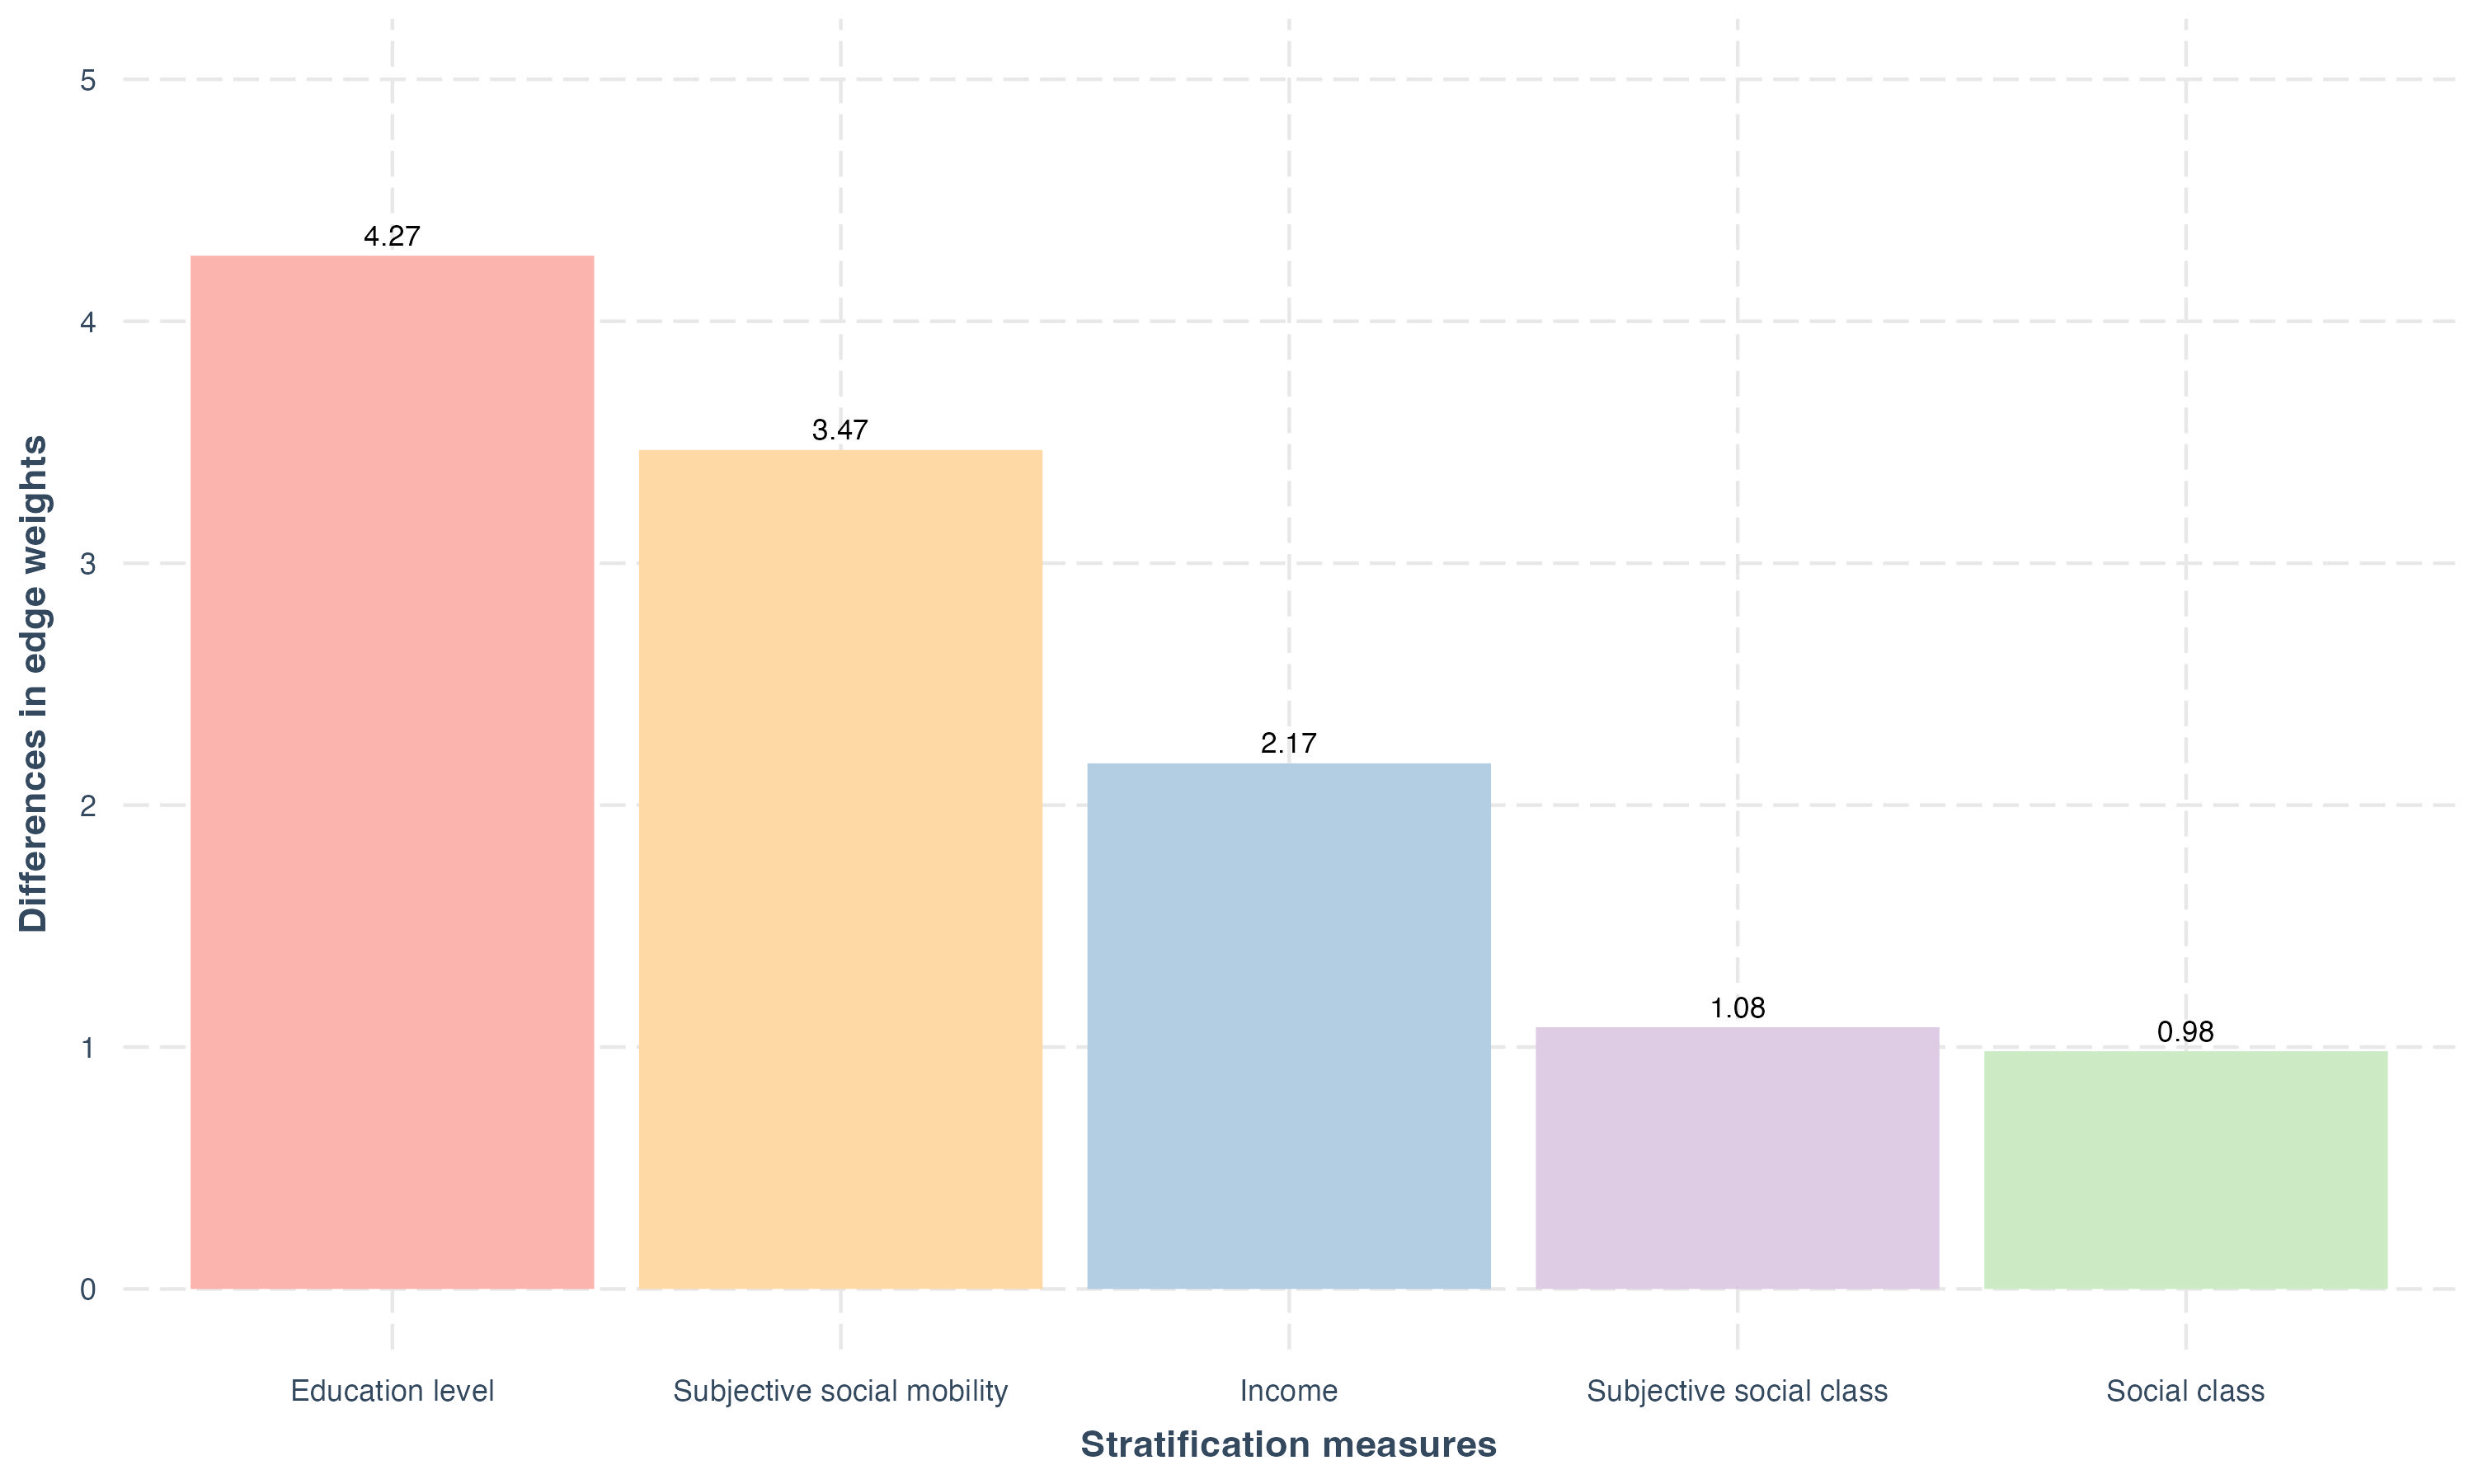 Differences in edge weights
5
4
3
2
1
0
4.27
3.47
2.17
1.08
0.98
Education level
Subjective social mobility
Income
Subjective social class
Social class
Stratification measures